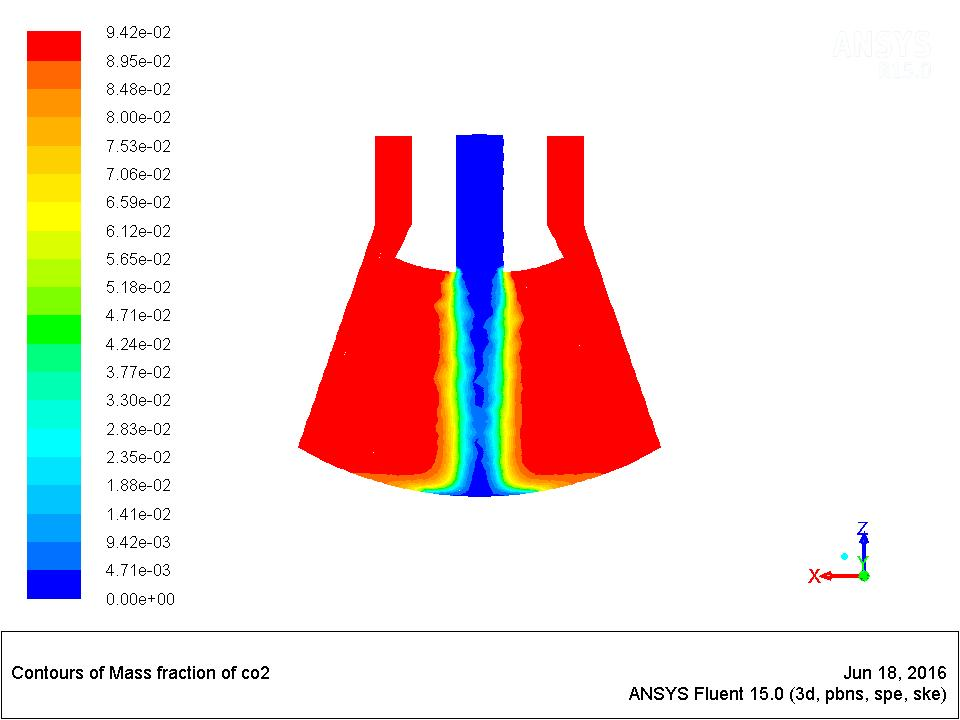 9.42e-02
8.95e-02
8.48e-02
8.00e-02
7.53e-02
7.06e-02
6.59e-02
6.12e-02
5.65e-02
5.18e-02
4.71e-02
4.24e-02
3.77e-02
3.30e-02
2.83e-02
2.35e-02
1.88e-02
1.41e-02
9.42e-03
4.71e-03
0.00e+00
ANSYS
R15.0
Z
Y
X
Contours of Mass fraction of co2
Jun 18, 2016
ANSYS Fluent 15.0 (3d, pbns, spe, ske)